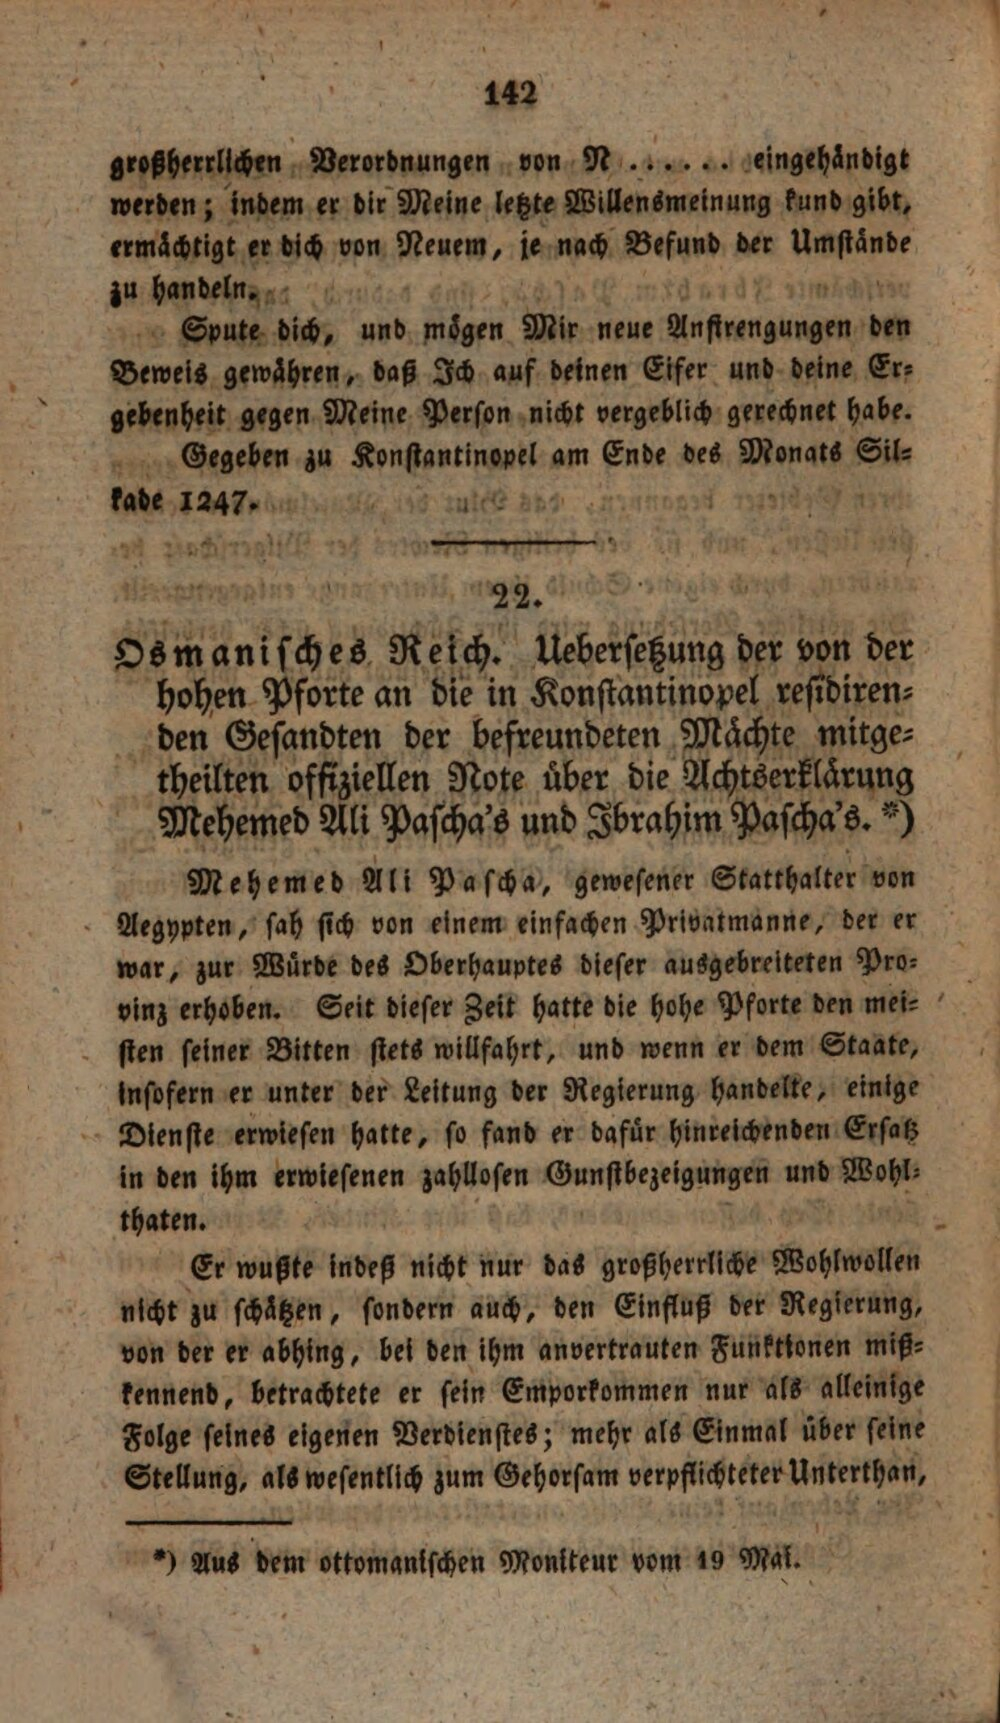 142
großherrlichen Verordnungen von N ...... eingehändigt
werden; indem er dir Meine letzte Willensmeinung kund gibt,
ermächtigt er dich von Neuem, je nach Befund der Umstände
zu handeln.
Spute dich, und mögen Mir neue Anstrengungen den
Beweis gewähren, daß Ich auf deinen Eifer und deine Er-
gebenheit gegen Meine Person nicht vergeblich gerechnet habe.
Gegeben zu Konstantinopel am Ende des Monats Sil-
kade 1247.
22.
Osmanisches Reich. Uebersetzung der von der
hohen Pforte an die in Konstantinopel residiren-
den Gesandten der befreundeten Mächte mitge-
theilten offiziellen Note über die Achtserklärung
Mehemed Ali Pascha's und Ibrahim Pascha's. *)
Mehemed Ali Pascha, gewesener Statthalter von
Aegypten, sah sich von einem einfachen Privatmanne, der er
war, zur Würde des Oberhauptes dieser ausgebreiteten Pro-
vinz erhoben. Seit dieser Zeit hatte die hohe Pforte den mei-
sten seiner Bitten stets willfahrt, und wenn er dem Staate,
insofern er unter der Leitung der Regierung handelte, einige
Dienste erwiesen hatte, so fand er dafür hinreichenden Ersatz
in den ihm erwiesenen zahllosen Gunstbezeigungen und Wohl-
thaten.
Er wußte indeß nicht nur das großherrliche Wohlwollen
nicht zu schätzen, sondern auch, den Einfluß der Regierung,
von der er abhing, bei den ihm anvertrauten Funktionen miß-
kennend, betrachtete er sein Emporkommen nur als alleinige
Folge seines eigenen Verdienstes; mehr als Einmal über seine
Stellung, als wesentlich zum Gehorsam verpflichteter Unterthan,
*) Aus dem ottomanischen Moniteur vom 19 Mai.